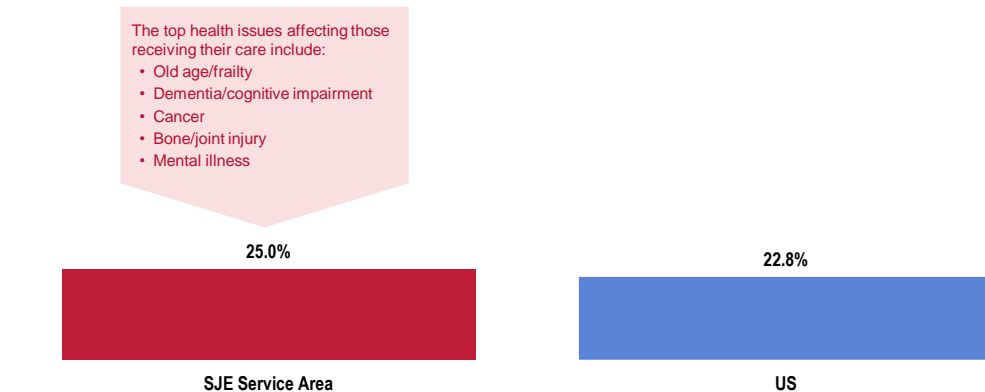 The top health issues affecting those
receiving their care include:
• Old age/frailty
• Dementia/cognitive impairment
• Cancer
• Bone/joint injury
• Mental illness
25.0%
22.8%
SJE Service Area
US